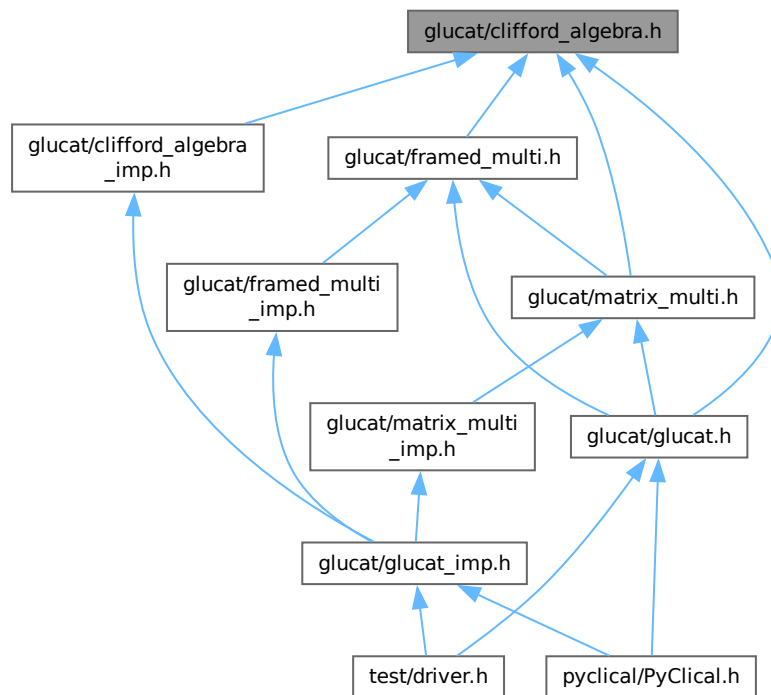 glucat/clifford_algebra.h
glucat/clifford_algebra
_imp.h
glucat/framed_multi.h
glucat/framed_multi
_imp.h
glucat/matrix_multi.h
glucat/matrix_multi
_imp.h
glucat/glucat.h
glucat/glucat_imp.h
test/driver.h
pyclical/PyClical.h